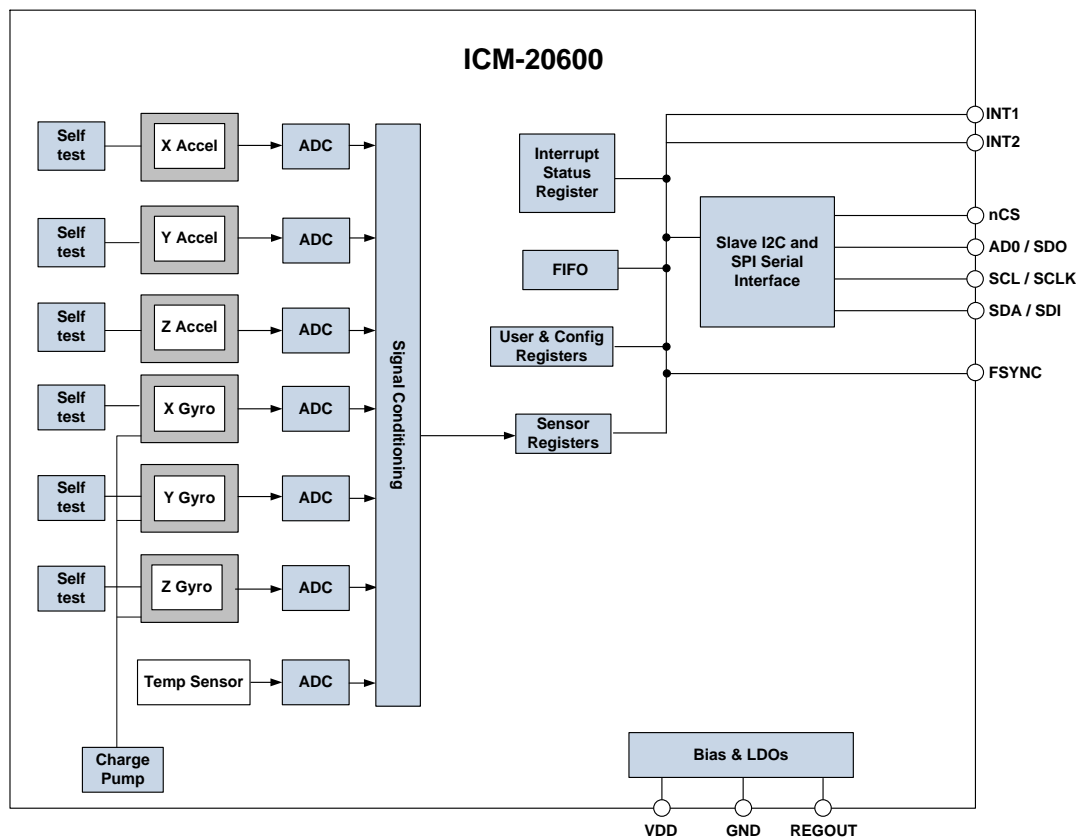 ICM-20600
Self
test
X Accel
ADC
Self
test
Y Accel
ADC
Self
test
Z Accel
ADC
Self
test
X Gyro
ADC
Self
test
Y Gyro
ADC
Self
test
Z Gyro
ADC
Temp Sensor
ADC
Charge
Pump
Signal Conditioning
Interrupt
Status
Register
FIFO
User & Config
Registers
Sensor
Registers
Slave I2C and
SPI Serial
Interface
INT1
INT2
nCS
AD0 / SDO
SCL / SCLK
SDA / SDI
FSYNC
Bias & LDOs
VDD
GND
REGOUT